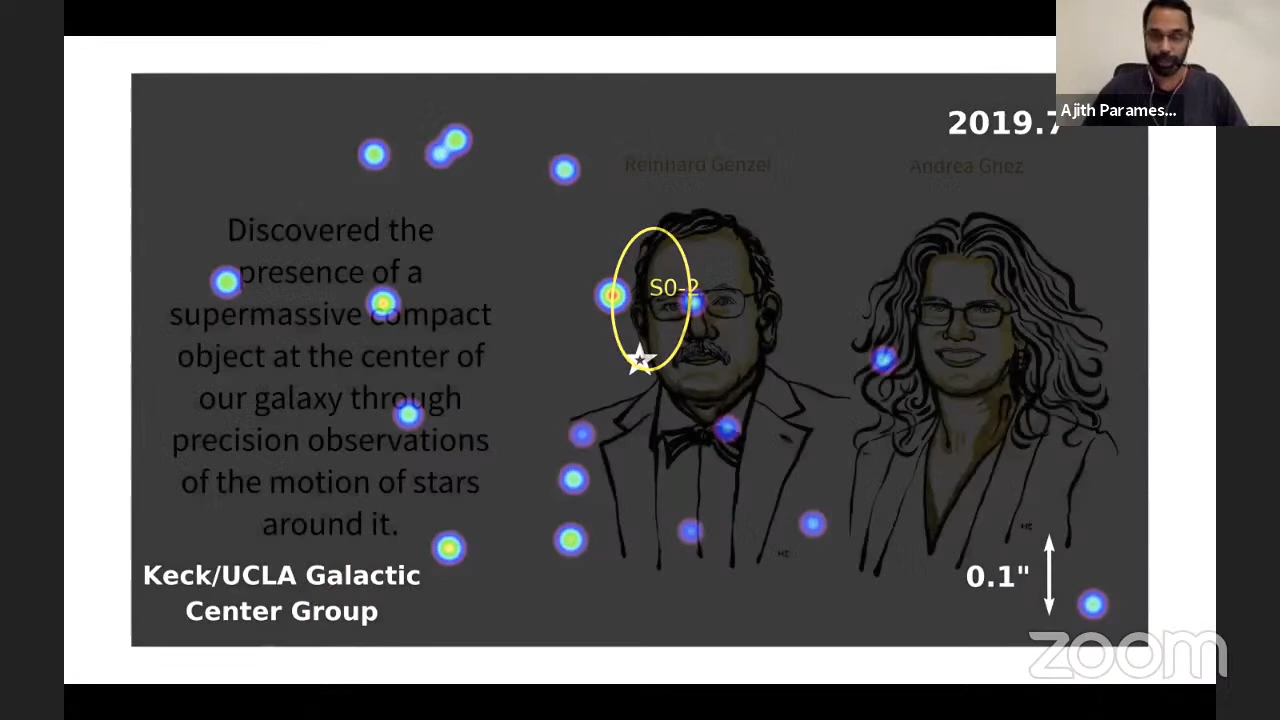 Ajith Parames...
2019.7
Reinhard Genzel
Andrea Ghez
Discovered the
presence of a
supermassive compact
object at the center of
our galaxy through
precision observations
of the motion of stars
around it.
S0-2
Keck/UCLA Galactic
Center Group
0.1"
zoom